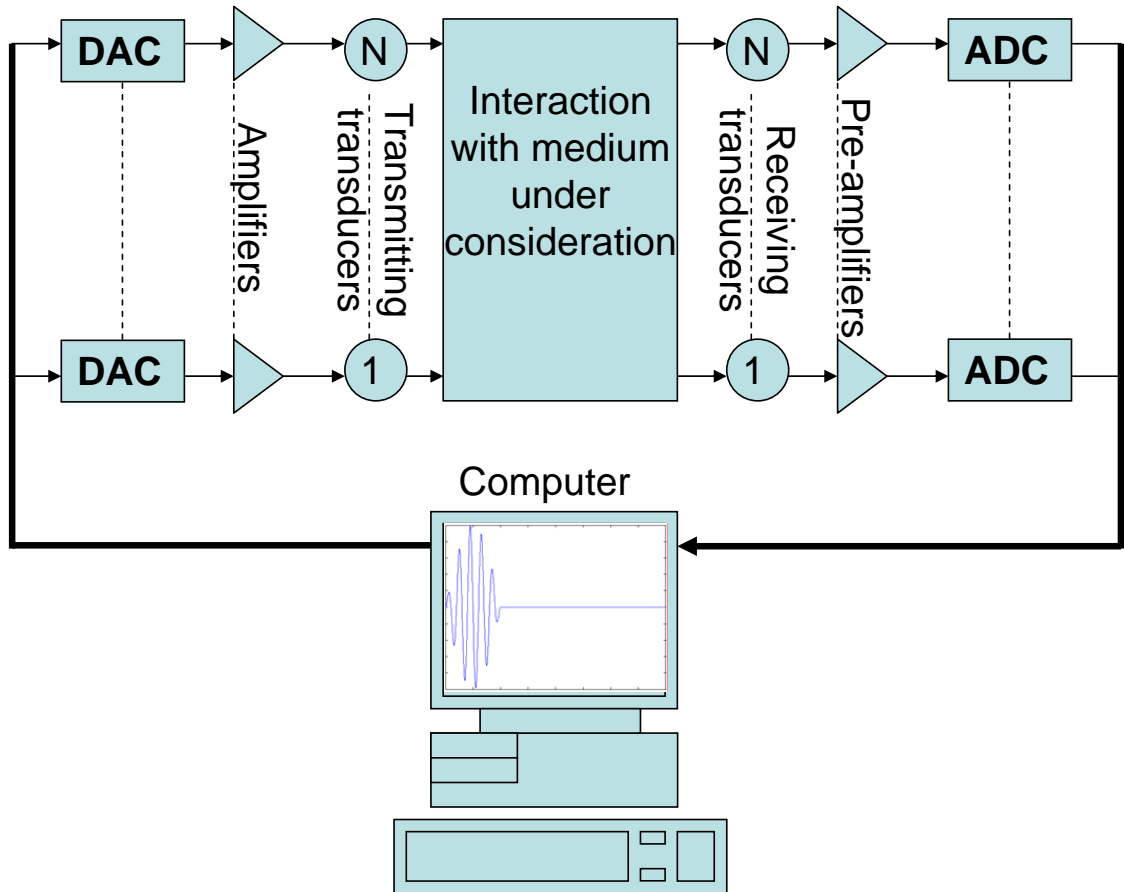 DAC
N
Interaction
with medium
under
consideration
N
ADC
Amplifiers
Transmitting
transducers
Receiving
transducers
Pre-amplifiers
DAC
1
1
ADC
Computer